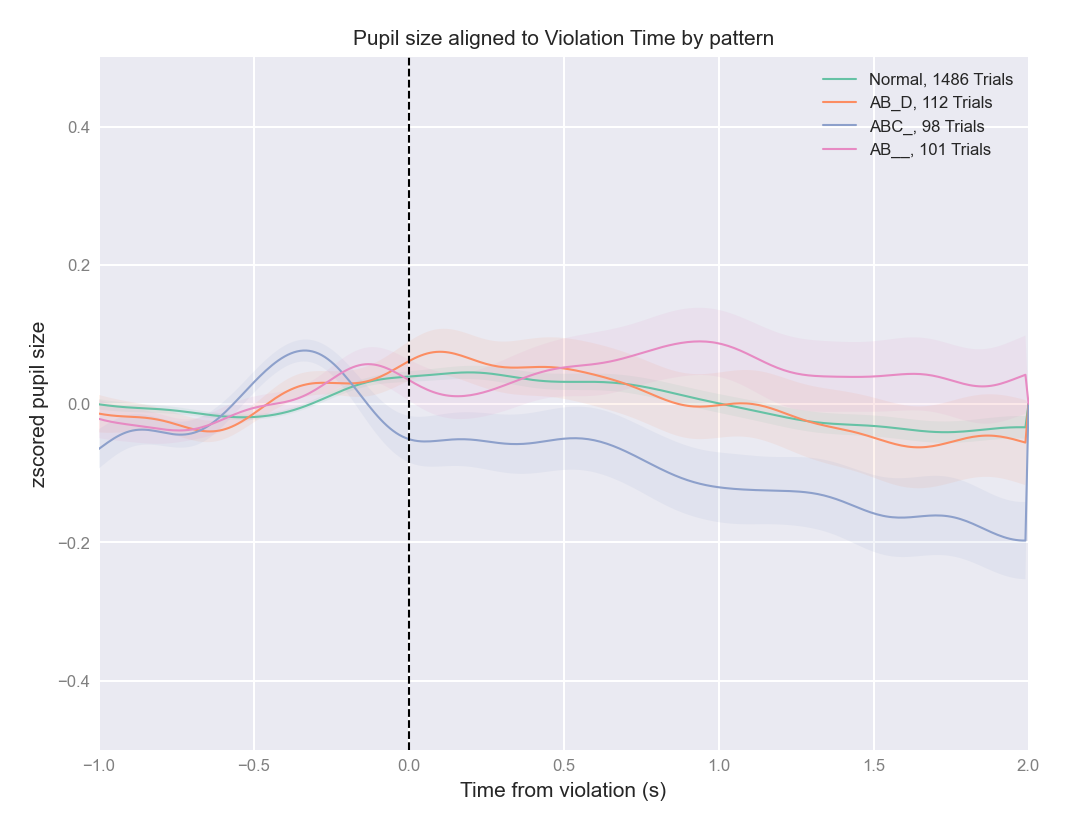 Pupil size aligned to Violation Time by pattern
Normal, 1486 Trials
AB_D, 112 Trials
ABC_, 98 Trials
AB__, 101 Trials
zscored pupil size
0.4
0.2
0.0
−0.2
−0.4
−1.0 −0.5 0.0 0.5 1.0 1.5 2.0
Time from violation (s)